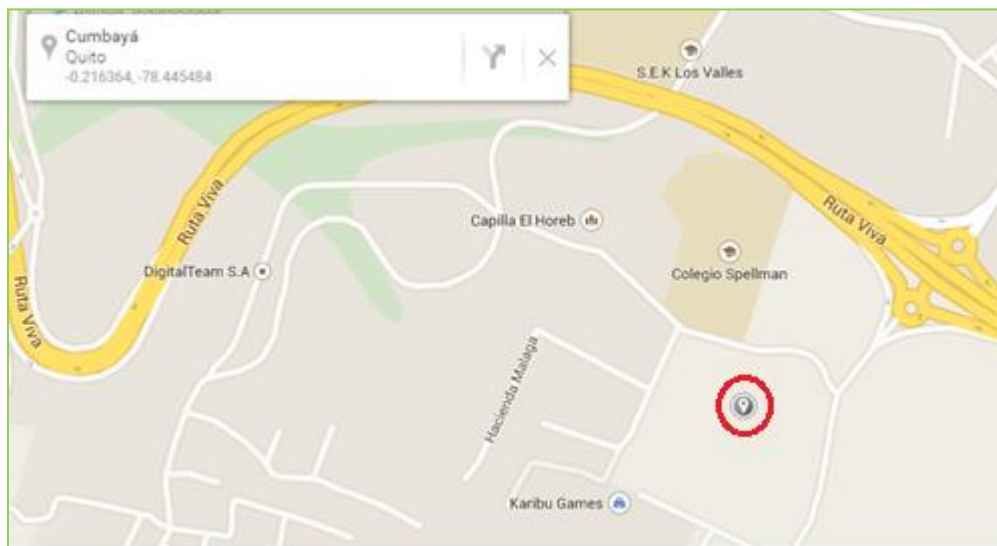 Cumbayá
Quito
-0.216364, -78.445484
S.E.K Los Valles
Ruta Viva
Ruta Viva
Capilla El Horeb
DigitalTeam S.A
Colegio Spellman
Ruta Viva
Hacienda Malaga
Karibu Games